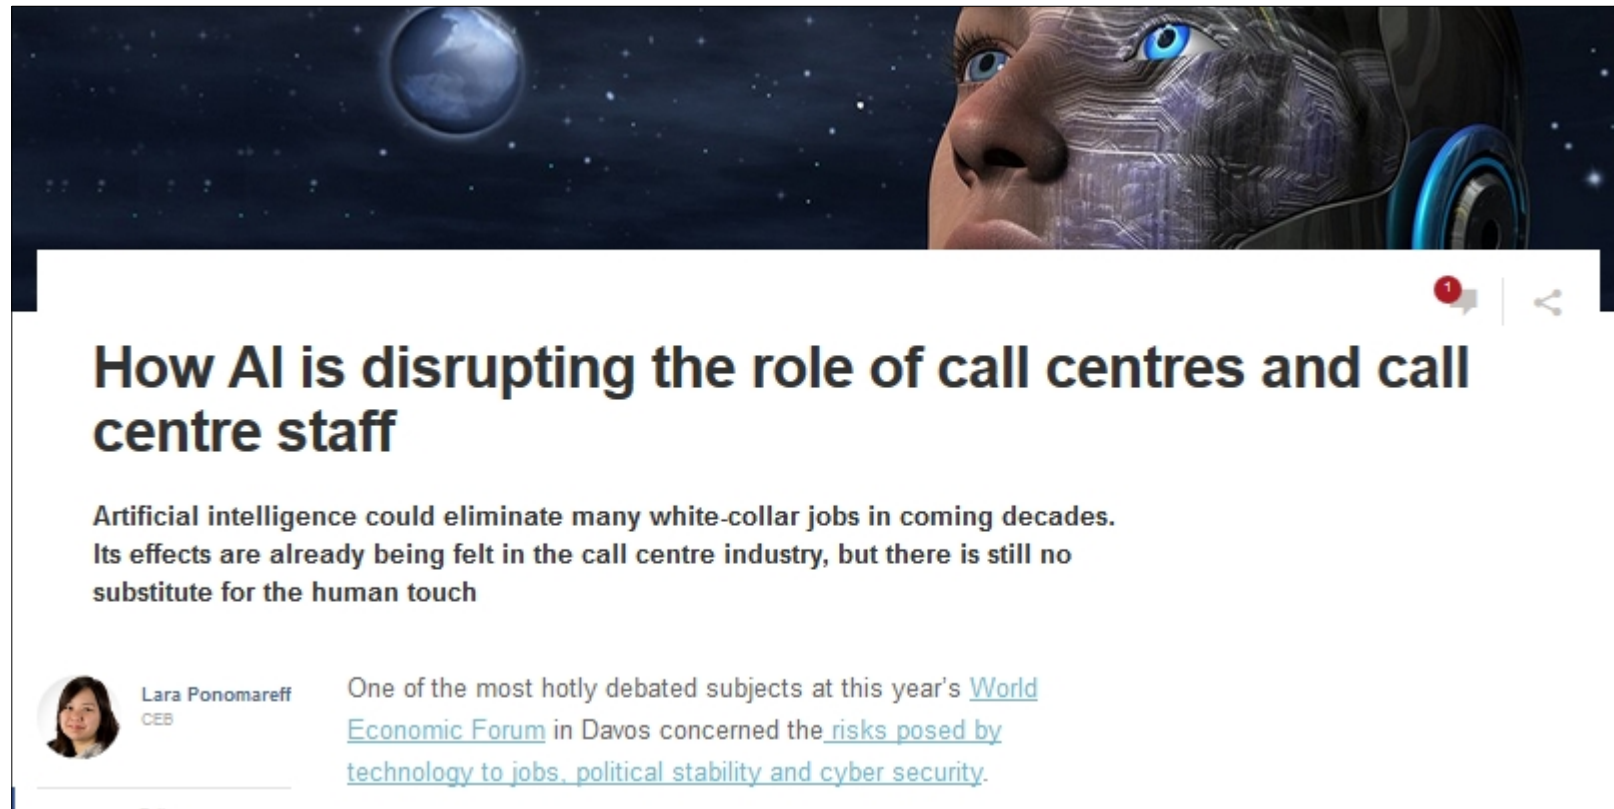 1
How AI is disrupting the role of call centres and call
centre staff
Artificial intelligence could eliminate many white-collar jobs in coming decades.
Its effects are already being felt in the call centre industry, but there is still no
substitute for the human touch
Lara Ponomareff
CEB
One of the most hotly debated subjects at this year's World
Economic Forum in Davos concerned the risks posed by
technology to jobs, political stability and cyber security.